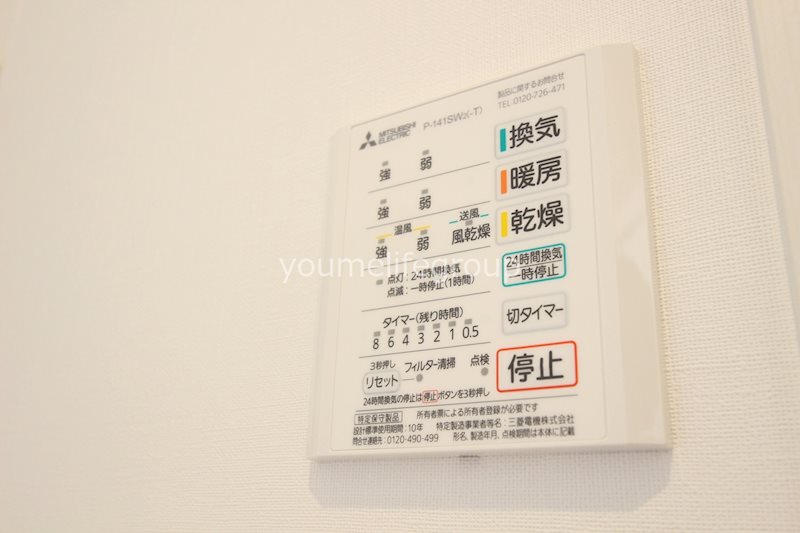 MITSUBISHI ELECTRIC P-141SW2(-T)
製品に関するお問合せ
TEL.0120-726-471
強 弱 換気
強 弱 暖房
温風 送風
強 弱 風乾燥 乾燥
点灯:24時間換気
点滅:一時停止(1時間)
24時間換気
一時停止
youmelifegroup
タイマー(残り時間)
8 6 4 3 2 1 0.5
切タイマー
3秒押し
リセット フィルター清掃 点検
停止
24時間換気の停止は停止ボタンを3秒押し
特定保守製品 所有者票による所有者登録が必要です
設計標準使用期間:10年 特定製造事業者等名:三菱電機株式会社
問合せ連絡先:0120-490-499 形名、製造年月、点検期間は本体に記載